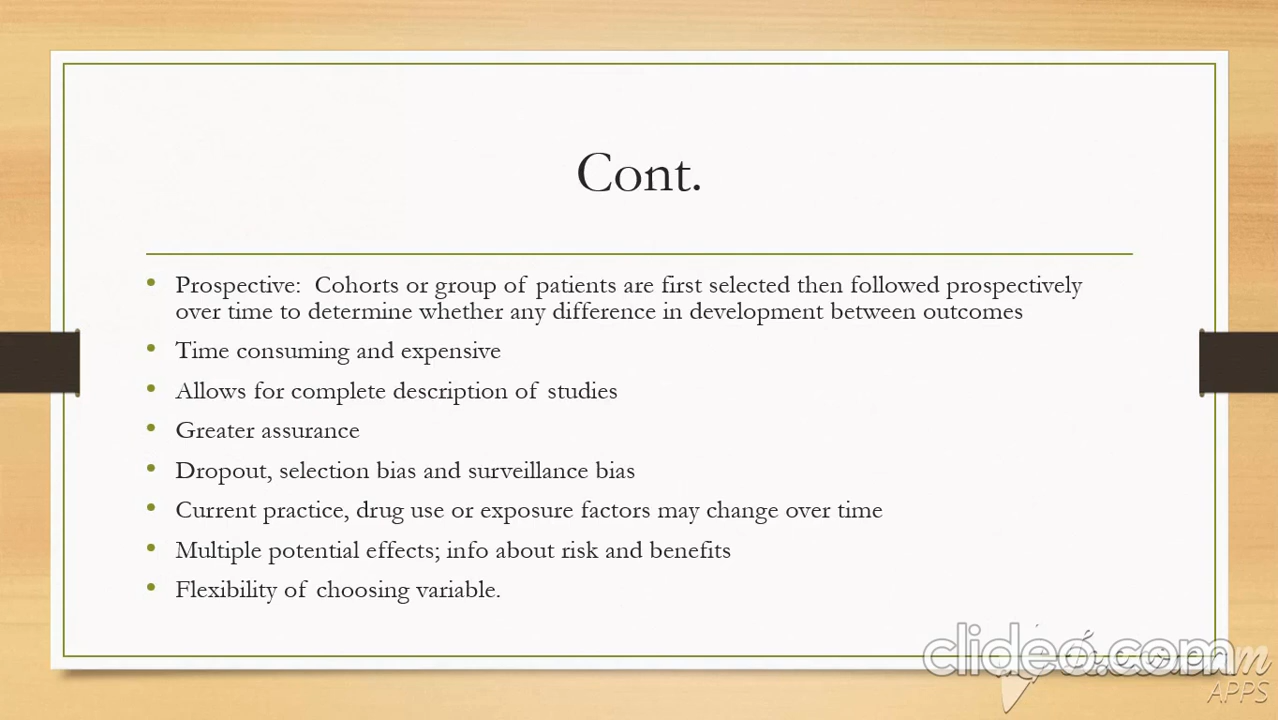 Cont.
• Prospective: Cohorts or group of patients are first selected then followed prospectively
over time to determine whether any difference in development between outcomes
• Time consuming and expensive
• Allows for complete description of studies
• Greater assurance
• Dropout, selection bias and surveillance bias
• Current practice, drug use or exposure factors may change over time
• Multiple potential effects; info about risk and benefits
• Flexibility of choosing variable.
clideo.com
APPS